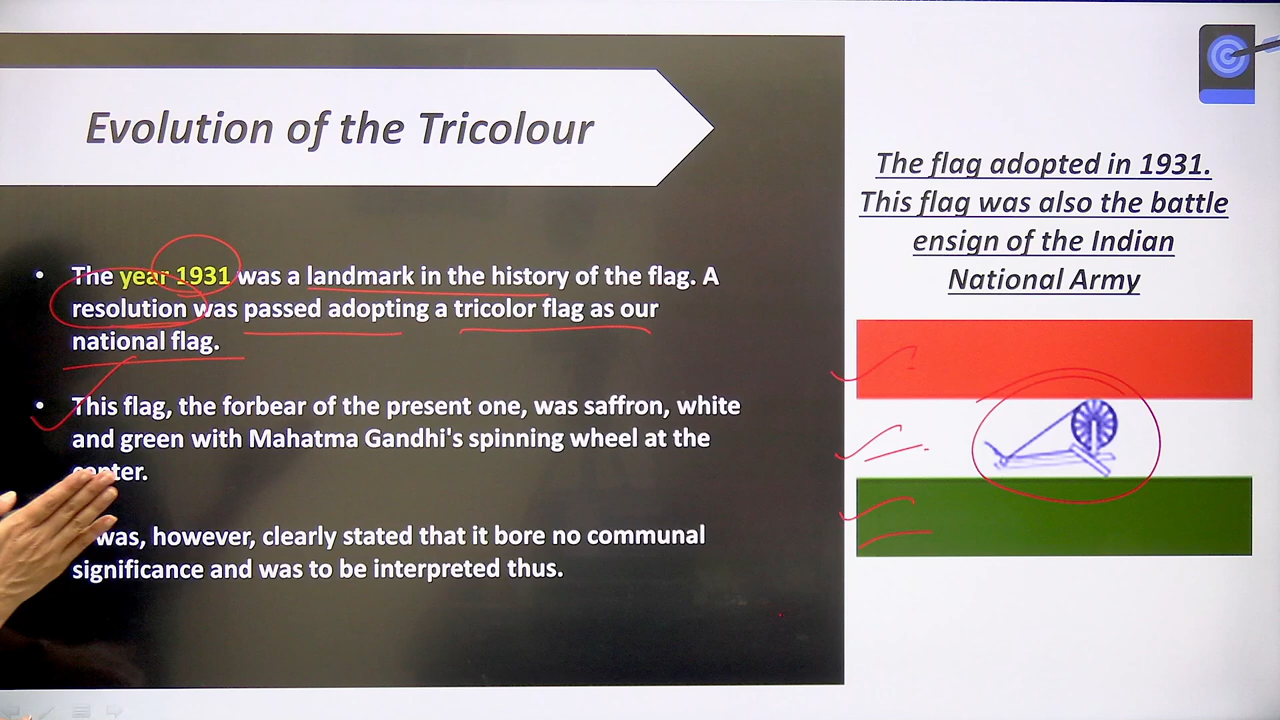 Evolution of the Tricolour
The flag adopted in 1931.
This flag was also the battle
ensign of the Indian
National Army
• The year 1931 was a landmark in the history of the flag. A
resolution was passed adopting a tricolor flag as our
national flag.
• This flag, the forbear of the present one, was saffron, white
and green with Mahatma Gandhi's spinning wheel at the
center.
was, however, clearly stated that it bore no communal
significance and was to be interpreted thus.